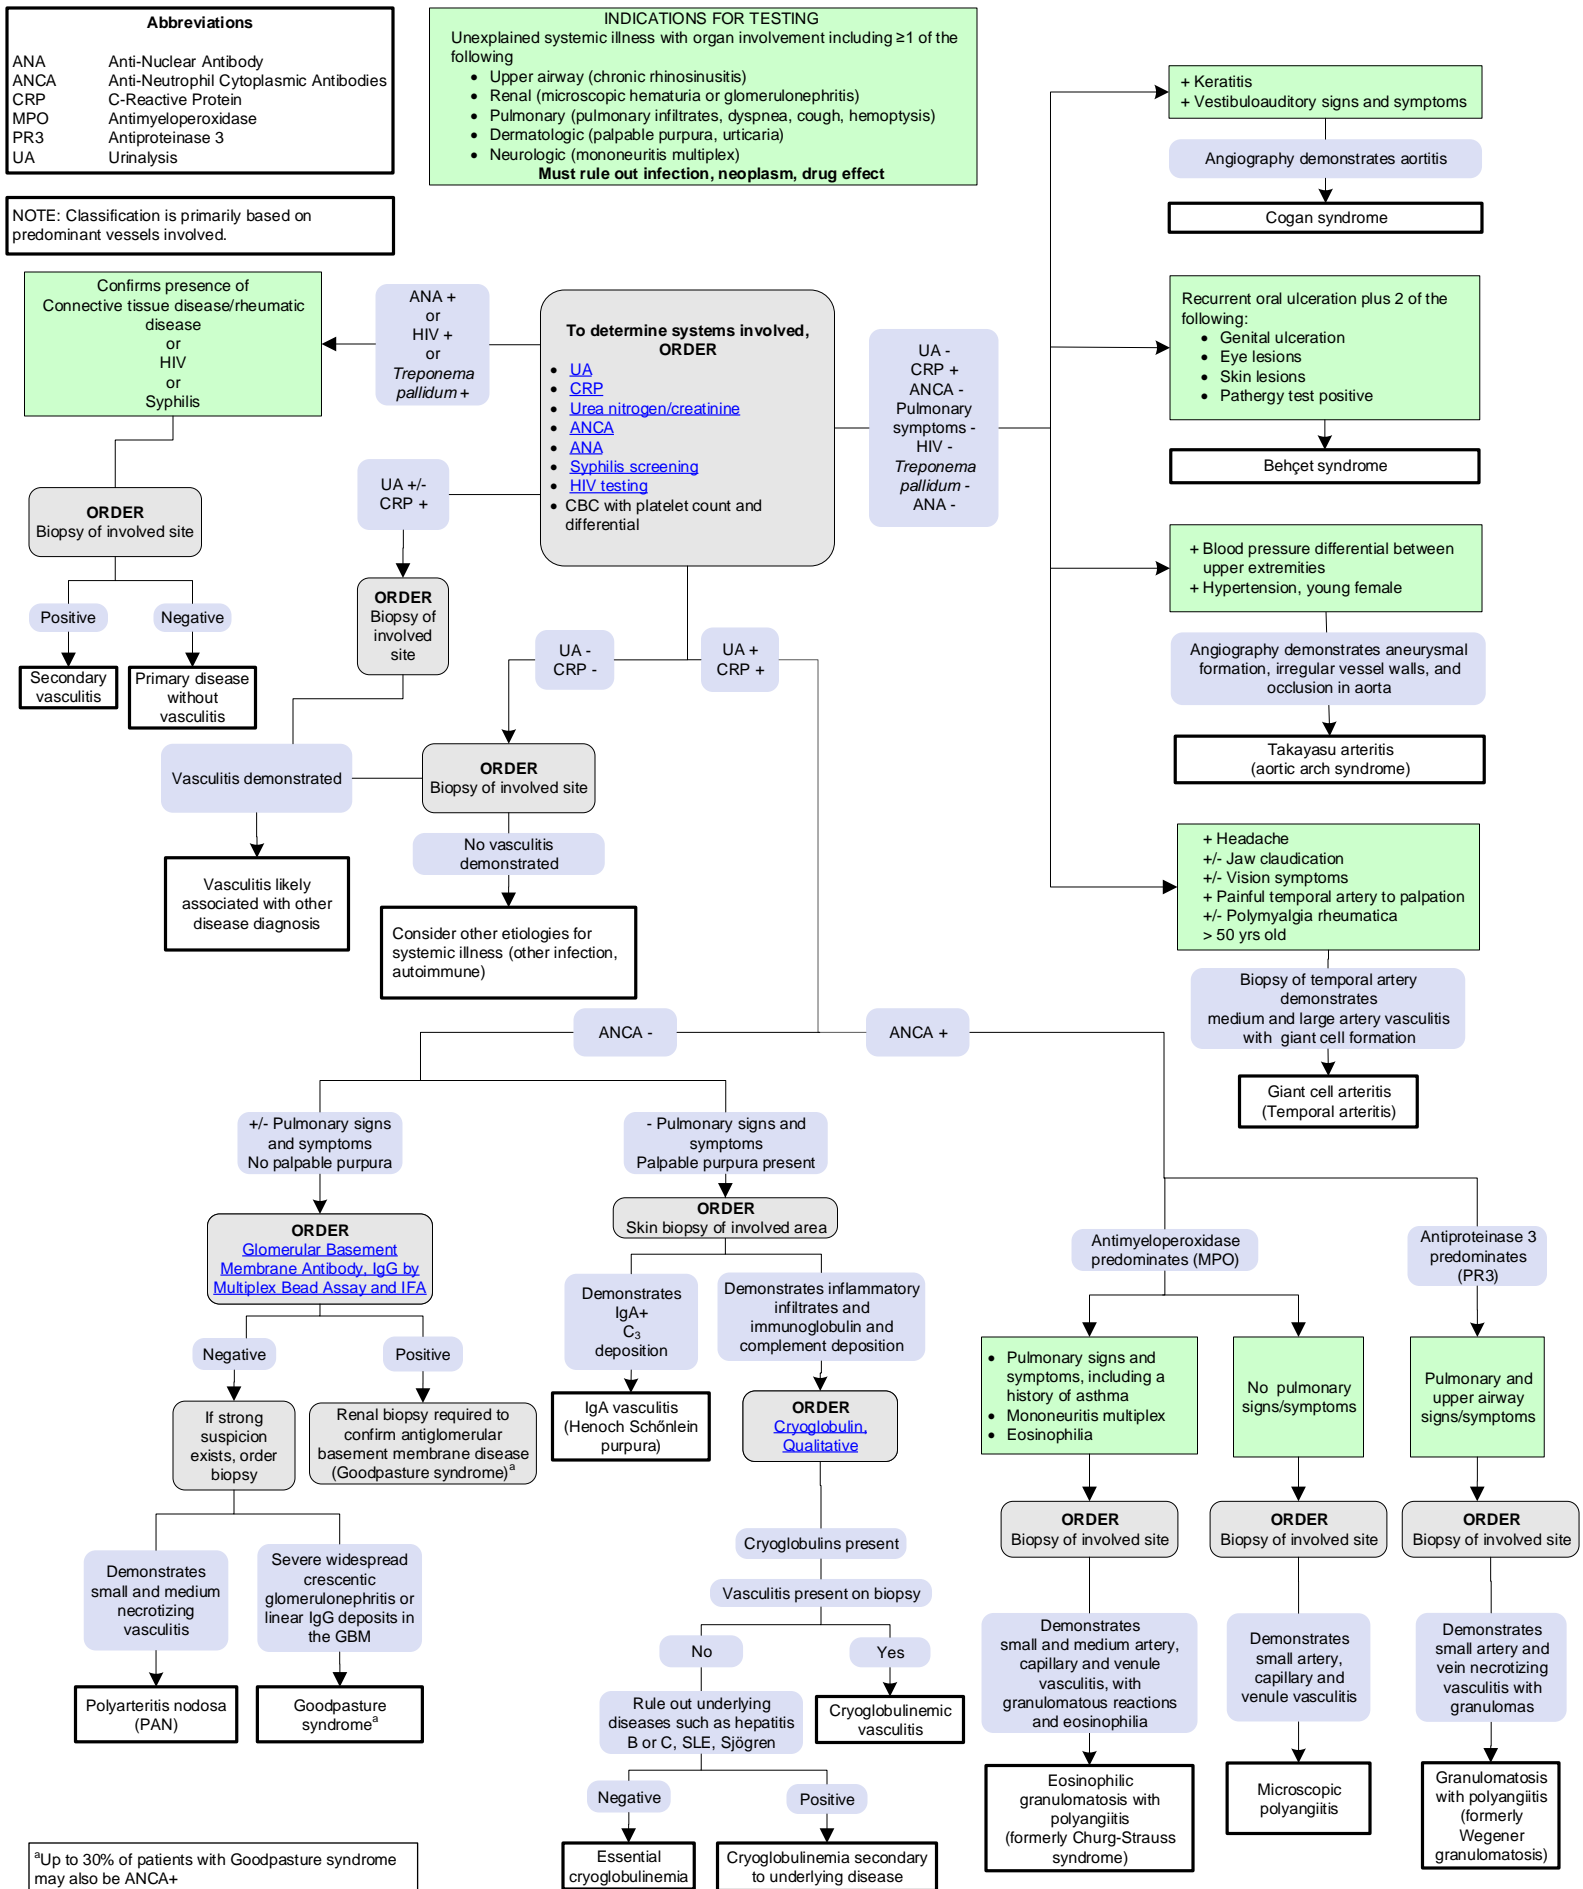 Abbreviations
ANA Anti-Nuclear Antibody
ANCA Anti-Neutrophil Cytoplasmic Antibodies
CRP C-Reactive Protein
MPO Antimyeloperoxidase
PR3 Antiproteinase 3
UA Urinalysis
NOTE: Classification is primarily based on
predominant vessels involved.
INDICATIONS FOR TESTING
Unexplained systemic illness with organ involvement including ≥1 of the
following
• Upper airway (chronic rhinosinusitis)
• Renal (microscopic hematuria or glomerulonephritis)
• Pulmonary (pulmonary infiltrates, dyspnea, cough, hemoptysis)
• Dermatologic (palpable purpura, urticaria)
• Neurologic (mononeuritis multiplex)
Must rule out infection, neoplasm, drug effect
+ Keratitis
+ Vestibuloauditory signs and symptoms
Angiography demonstrates aortitis
Cogan syndrome
Confirms presence of
Connective tissue disease/rheumatic
disease
or
HIV
or
Syphilis
ANA +
or
HIV +
or
Treponema
pallidum +
To determine systems involved,
ORDER
• UA
• CRP
• Urea nitrogen/creatinine
• ANCA
• ANA
• Syphilis screening
• HIV testing
• CBC with platelet count and
differential
UA -
CRP +
ANCA -
Pulmonary
symptoms -
HIV -
Treponema
pallidum -
ANA -
Recurrent oral ulceration plus 2 of the
following:
• Genital ulceration
• Eye lesions
• Skin lesions
• Pathergy test positive
Behçet syndrome
UA +/-
CRP +
ORDER
Biopsy of involved site
Positive
Negative
Secondary
vasculitis
Primary disease
without
vasculitis
ORDER
Biopsy of
involved
site
UA -
CRP -
UA +
CRP +
+ Blood pressure differential between
upper extremities
+ Hypertension, young female
Angiography demonstrates aneurysmal
formation, irregular vessel walls, and
occlusion in aorta
Takayasu arteritis
(aortic arch syndrome)
Vasculitis demonstrated
ORDER
Biopsy of involved site
No vasculitis
demonstrated
Vasculitis likely
associated with other
disease diagnosis
Consider other etiologies for
systemic illness (other infection,
autoimmune)
+ Headache
+/- Jaw claudication
+/- Vision symptoms
+ Painful temporal artery to palpation
+/- Polymyalgia rheumatica
> 50 yrs old
Biopsy of temporal artery
demonstrates
medium and large artery vasculitis
with giant cell formation
Giant cell arteritis
(Temporal arteritis)
ANCA -
ANCA +
+/- Pulmonary signs
and symptoms
No palpable purpura
- Pulmonary signs and
symptoms
Palpable purpura present
ORDER
Glomerular Basement
Membrane Antibody, IgG by
Multiplex Bead Assay and IFA
ORDER
Skin biopsy of involved area
Antimyeloperoxidase
predominates (MPO)
Antiproteinase 3
predominates
(PR3)
Negative
Positive
Demonstrates
IgA+
C₃
deposition
Demonstrates inflammatory
infiltrates and
immunoglobulin and
complement deposition
If strong
suspicion
exists, order
biopsy
Renal biopsy required to
confirm antiglomerular
basement membrane disease
(Goodpasture syndrome)ᵃ
IgA vasculitis
(Henoch Schőnlein
purpura)
ORDER
Cryoglobulin,
Qualitative
• Pulmonary signs and
symptoms, including a
history of asthma
• Mononeuritis multiplex
• Eosinophilia
No pulmonary
signs/symptoms
Pulmonary and
upper airway
signs/symptoms
ORDER
Biopsy of involved site
ORDER
Biopsy of involved site
ORDER
Biopsy of involved site
Demonstrates
small and medium
necrotizing
vasculitis
Severe widespread
crescentic
glomerulonephritis or
linear IgG deposits in
the GBM
Cryoglobulins present
Vasculitis present on biopsy
No
Yes
Polyarteritis nodosa
(PAN)
Goodpasture
syndromeᵃ
Rule out underlying
diseases such as hepatitis
B or C, SLE, Sjögren
Cryoglobulinemic
vasculitis
Demonstrates
small and medium artery,
capillary and venule
vasculitis, with
granulomatous reactions
and eosinophilia
Demonstrates
small artery,
capillary and
venule vasculitis
Demonstrates
small artery and
vein necrotizing
vasculitis with
granulomas
Negative
Positive
Essential
cryoglobulinemia
Cryoglobulinemia secondary
to underlying disease
Eosinophilic
granulomatosis with
polyangiitis
(formerly Churg-Strauss
syndrome)
Microscopic
polyangiitis
Granulomatosis
with polyangiitis
(formerly
Wegener
granulomatosis)
ᵃUp to 30% of patients with Goodpasture syndrome
may also be ANCA+